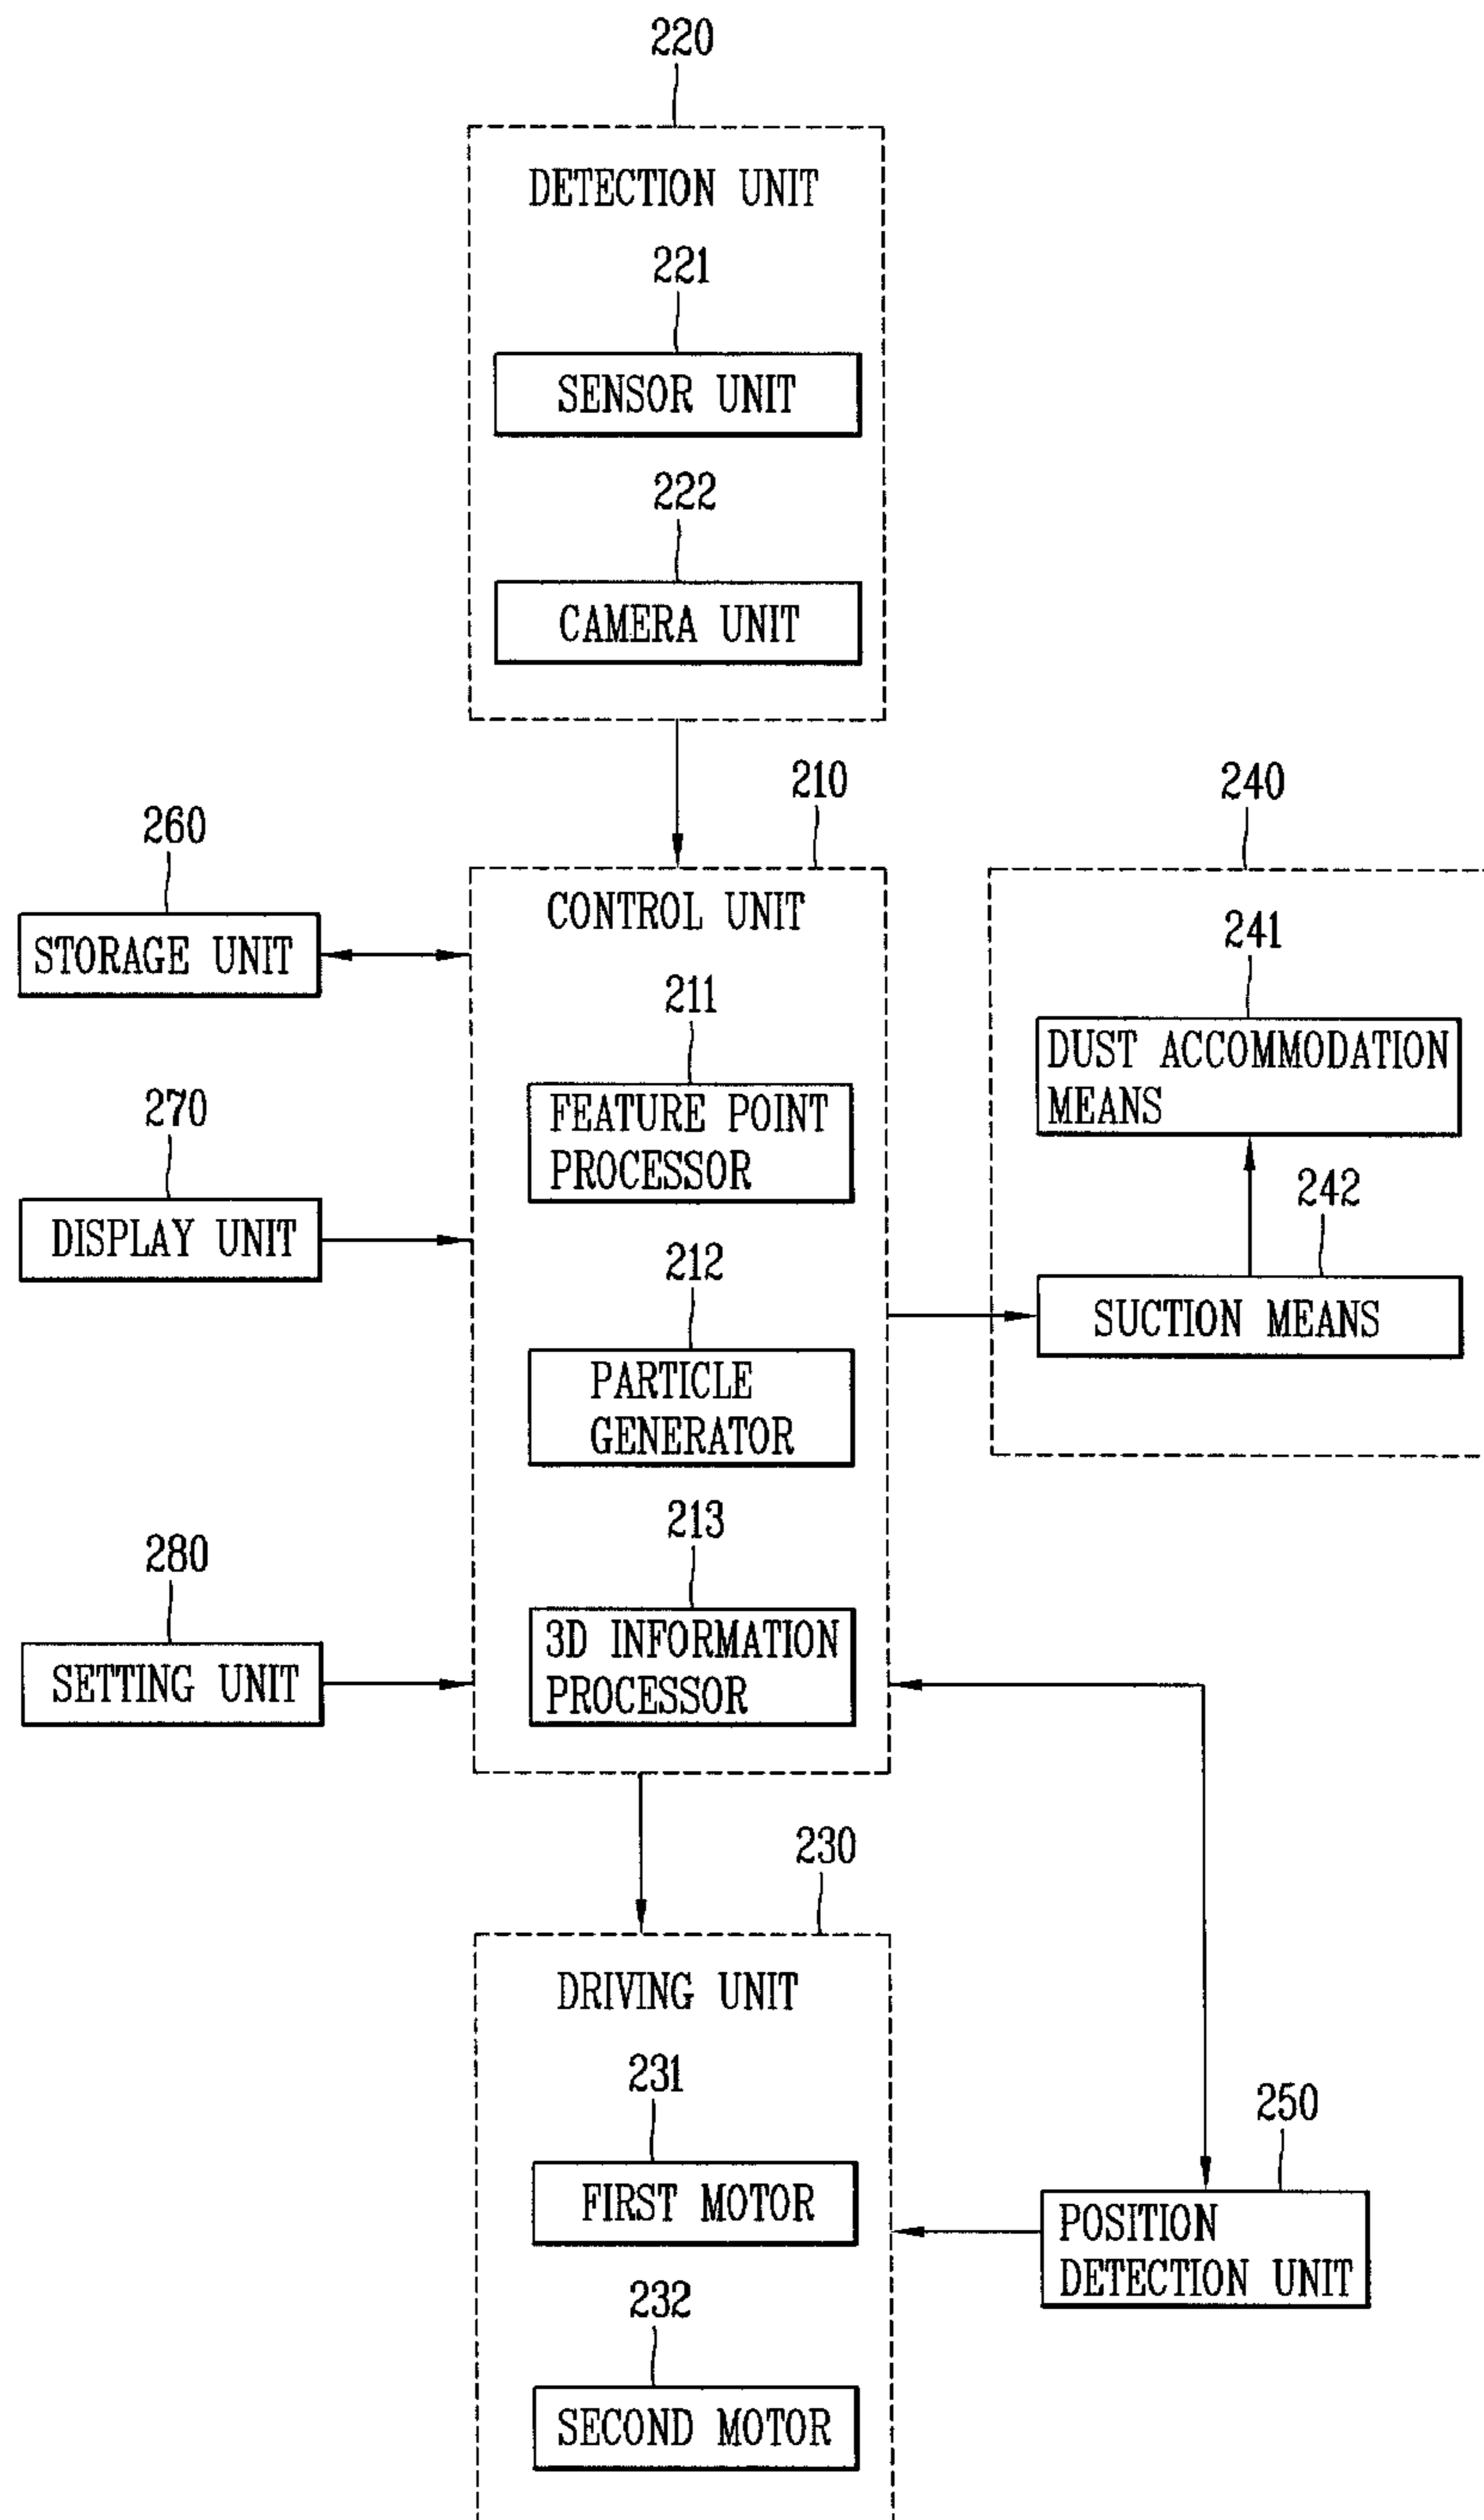 220
DETECTION UNIT
221
SENSOR UNIT
222
CAMERA UNIT
210
240
260
CONTROL UNIT
241
STORAGE UNIT
211
DUST ACCOMMODATION
MEANS
270
FEATURE POINT
PROCESSOR
242
DISPLAY UNIT
212
SUCTION MEANS
PARTICLE
GENERATOR
213
280
3D INFORMATION
PROCESSOR
SETTING UNIT
230
DRIVING UNIT
231
250
FIRST MOTOR
POSITION
DETECTION UNIT
232
SECOND MOTOR